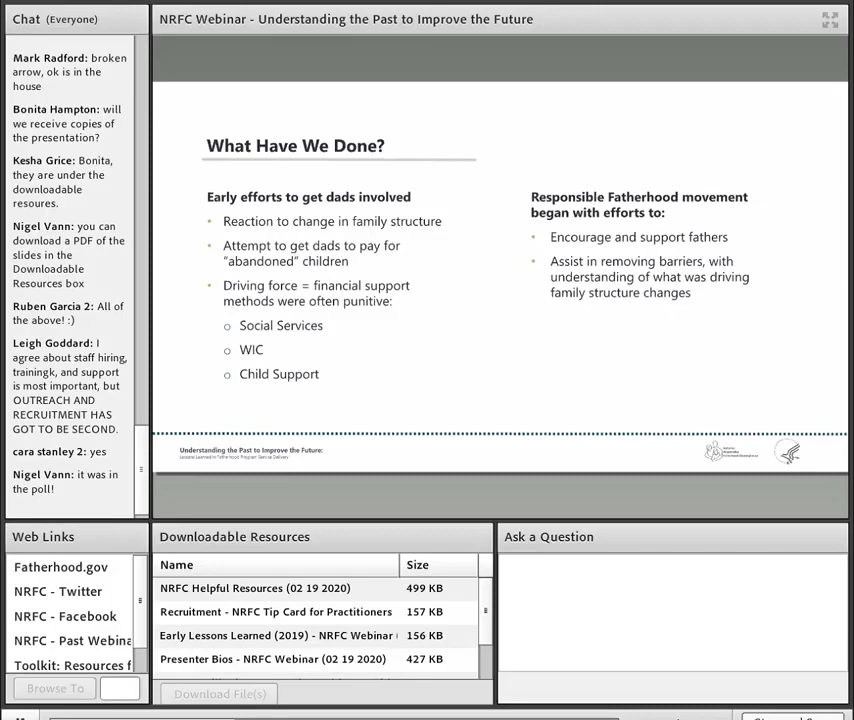 Chat (Everyone)
Mark Radford: broken
arrow, ok is in the
house
Bonita Hampton: will
we receive copies of
the presentation?
Kesha Grice: Bonita,
they are under the
downloadable
resoures.
Nigel Vann: you can
download a PDF of the
slides in the
Downloadable
Resources box
Ruben Garcia 2: All of
the above! :)
Leigh Goddard: I
agree about staff hiring,
trainingk, and support
is most important, but
OUTREACH AND
RECRUITMENT HAS
GOT TO BE SECOND.
cara stanley 2: yes
Nigel Vann: it was in
the poll!
NRFC Webinar - Understanding the Past to Improve the Future
What Have We Done?
Early efforts to get dads involved
• Reaction to change in family structure
• Attempt to get dads to pay for
"abandoned" children
• Driving force = financial support
methods were often punitive:
o Social Services
o WIC
o Child Support
Responsible Fatherhood movement
began with efforts to:
• Encourage and support fathers
• Assist in removing barriers, with
understanding of what was driving
family structure changes
Understanding the Past to Improve the Future:
Lessons Learned in Fatherhood Program Service Delivery
Web Links
Fatherhood.gov
NRFC - Twitter
NRFC - Facebook
NRFC - Past Webina
Toolkit: Resources f
Browse To
Downloadable Resources
Name Size
NRFC Helpful Resources (02 19 2020) 499 KB
Recruitment - NRFC Tip Card for Practitioners 157 KB
Early Lessons Learned (2019) - NRFC Webinar 156 KB
Presenter Bios - NRFC Webinar (02 19 2020) 427 KB
Download File(s)
Ask a Question